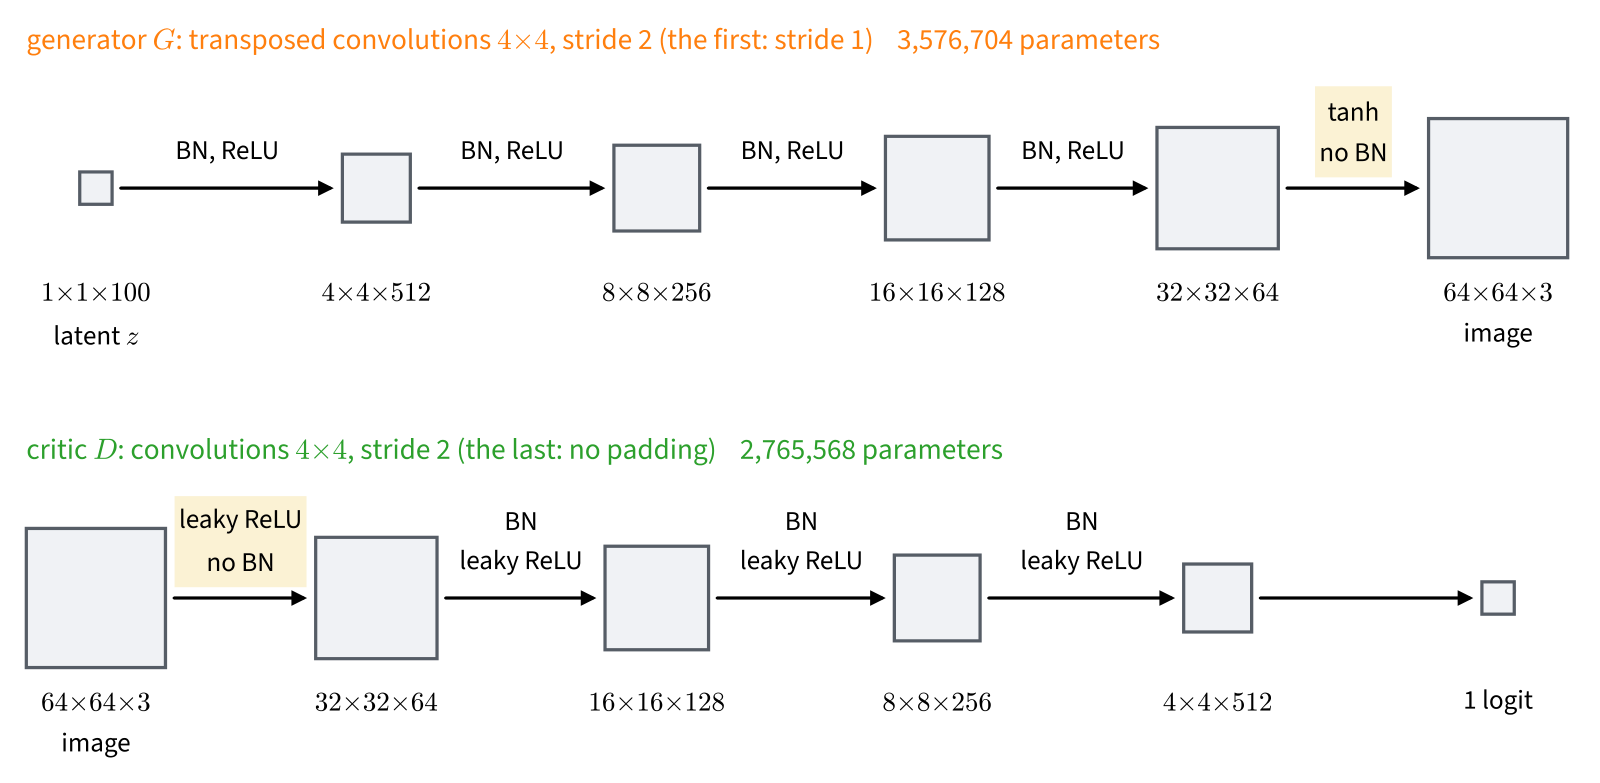 generator G: transposed convolutions 4×4, stride 2 (the first: stride 1) 3,576,704 parameters
BN, ReLU
BN, ReLU
BN, ReLU
BN, ReLU
tanh
no BN
1×1×100
latent z
4×4×512
8×8×256
16×16×128
32×32×64
64×64×3
image
critic D: convolutions 4×4, stride 2 (the last: no padding) 2,765,568 parameters
leaky ReLU
no BN
BN
leaky ReLU
BN
leaky ReLU
BN
leaky ReLU
64×64×3
image
32×32×64
16×16×128
8×8×256
4×4×512
1 logit